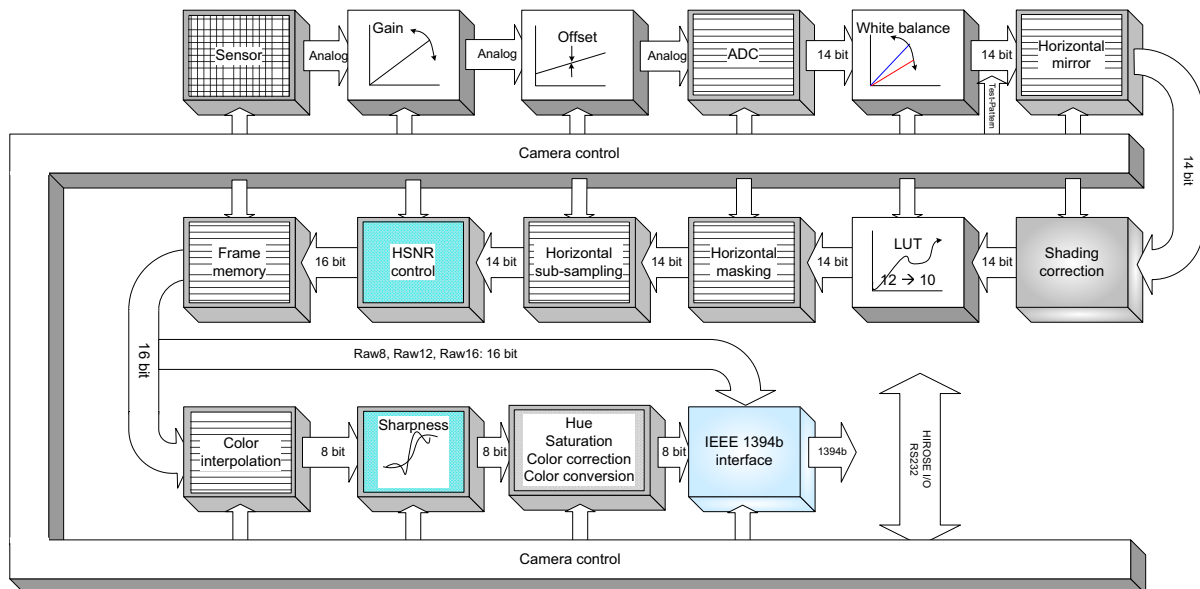 Sensor
Analog
Gain
Analog
Offset
Analog
ADC
14 bit
White balance
14 bit
Test-Pattern
Horizontal
mirror
14 bit
Camera control
Frame
memory
16 bit
HSNR
control
14 bit
Horizontal
sub-sampling
14 bit
Horizontal
masking
14 bit
LUT
12 → 10
14 bit
Shading
correction
16 bit
Raw8, Raw12, Raw16: 16 bit
Color
interpolation
8 bit
Sharpness
8 bit
Hue
Saturation
Color correction
Color conversion
8 bit
IEEE 1394b
interface
1394b
HIROSE I/O
RS232
Camera control